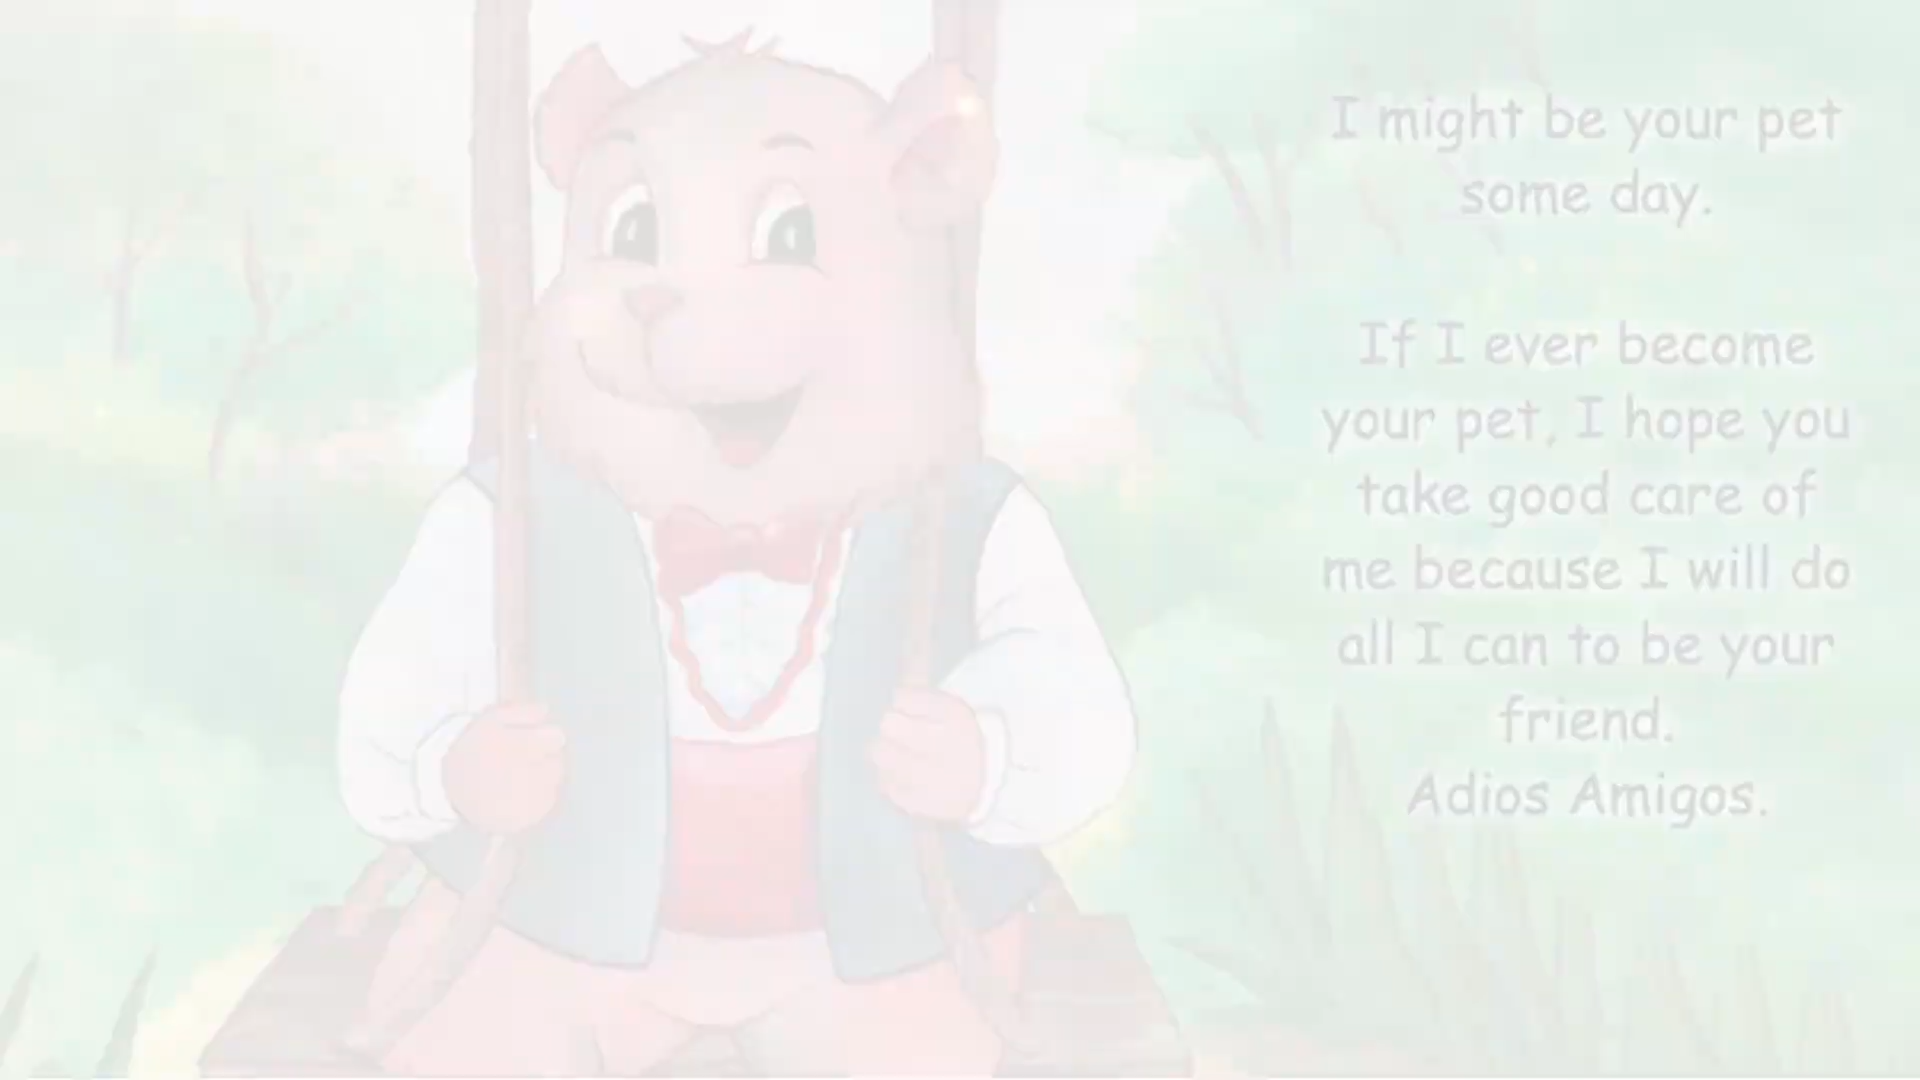 I might be your pet
some day.
If I ever become
your pet, I hope you
take good care of
me because I will do
all I can to be your
friend.
Adios Amigos.